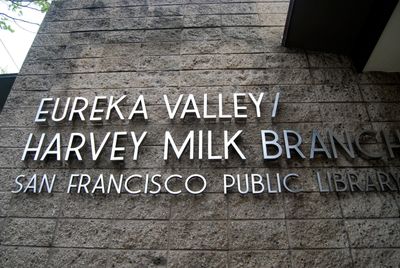 EUREKA VALLEY/
HARVEY MILK BRANCH
SAN FRANCISCO PUBLIC LIBRARY